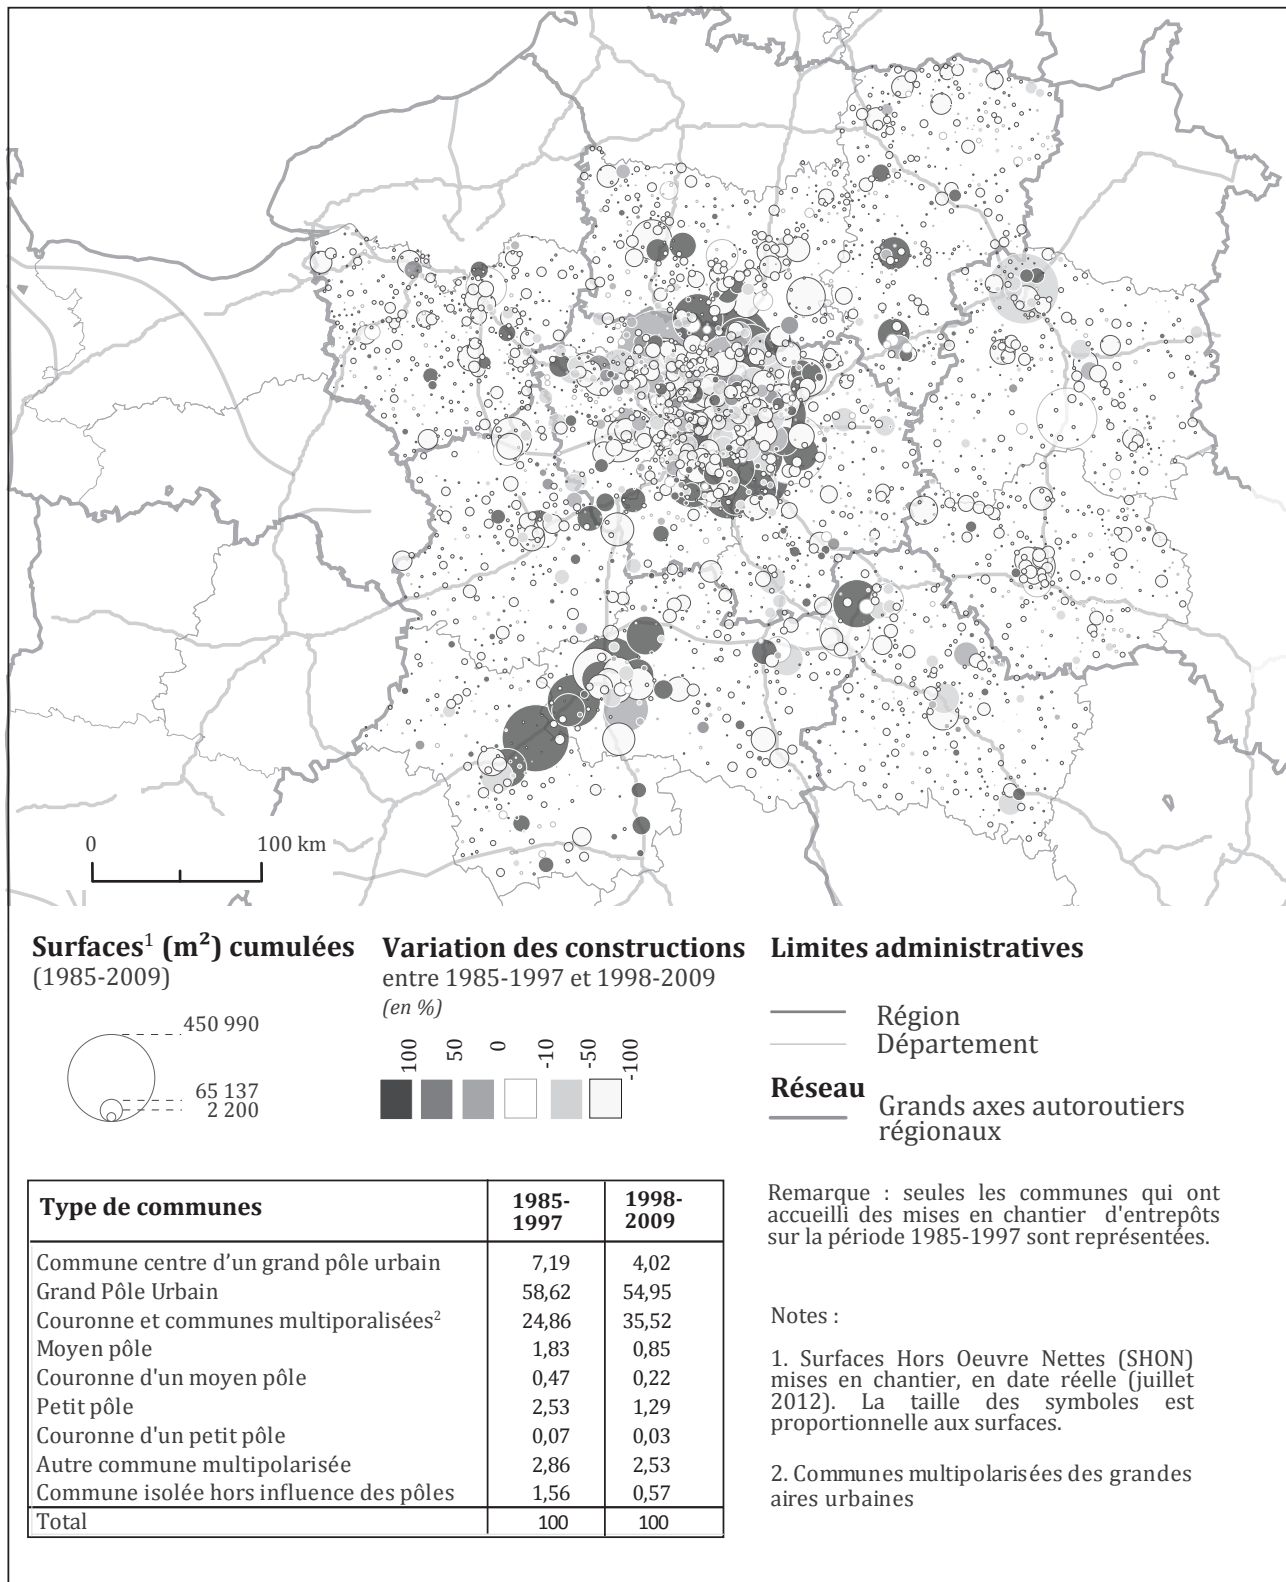 0 100 km
Surfaces¹ (m²) cumulées
(1985-2009)
450 990
65 137
2 200
Variation des constructions
entre 1985-1997 et 1998-2009
(en %)
100 50 0 -10 -50 -100
Limites administratives
Région
Département
Réseau
Grands axes autoroutiers
régionaux
Type de communes 1985-1997 1998-2009
Commune centre d'un grand pôle urbain 7,19 4,02
Grand Pôle Urbain 58,62 54,95
Couronne et communes multiporalisées² 24,86 35,52
Moyen pôle 1,83 0,85
Couronne d'un moyen pôle 0,47 0,22
Petit pôle 2,53 1,29
Couronne d'un petit pôle 0,07 0,03
Autre commune multipolarisée 2,86 2,53
Commune isolée hors influence des pôles 1,56 0,57
Total 100 100
Remarque : seules les communes qui ont
accueilli des mises en chantier d'entrepôts
sur la période 1985-1997 sont représentées.
Notes :
1. Surfaces Hors Oeuvre Nettes (SHON)
mises en chantier, en date réelle (juillet
2012). La taille des symboles est
proportionnelle aux surfaces.
2. Communes multipolarisées des grandes
aires urbaines